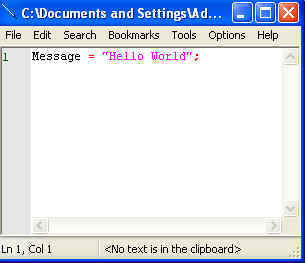 C:\Documents and Settings\Ad...
File Edit Search Bookmarks Tools Options Help
1 Message = "Hello World";
Ln 1, Col 1 <No text is in the clipboard>